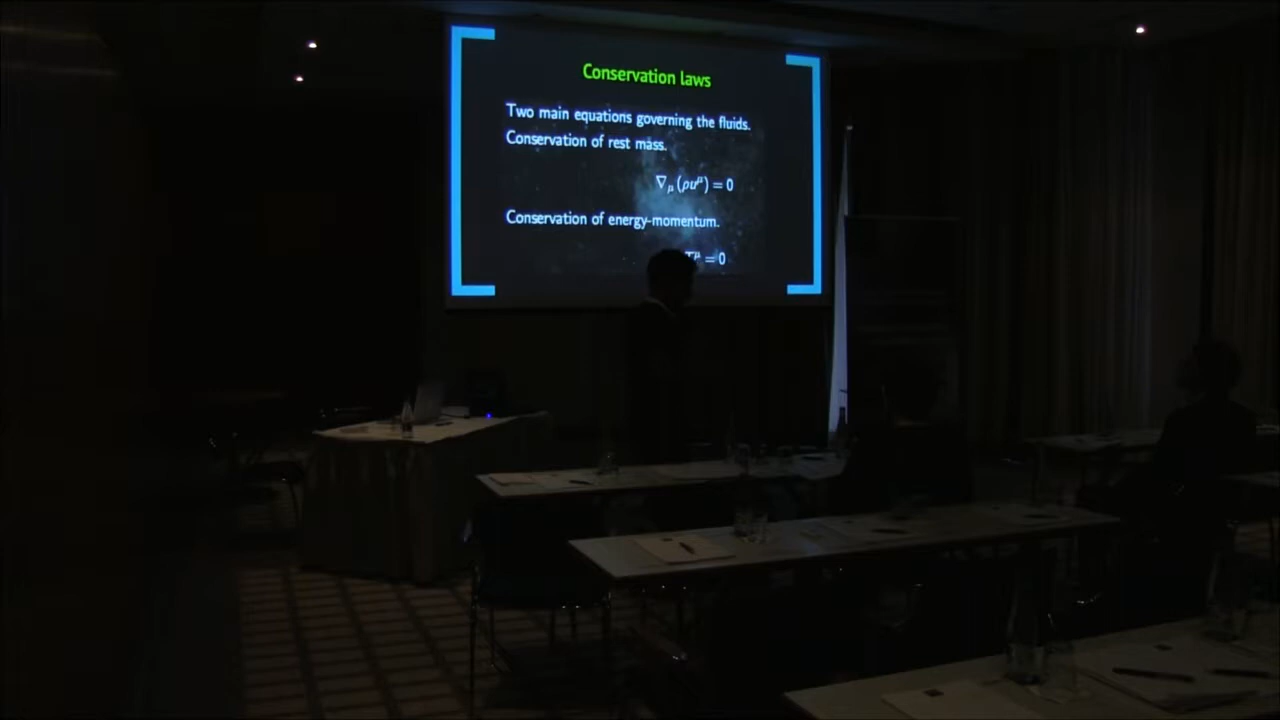 Conservation laws
Two main equations governing the fluids.
Conservation of rest mass.
∇μ (ρu^μ) = 0
Conservation of energy-momentum.
= 0